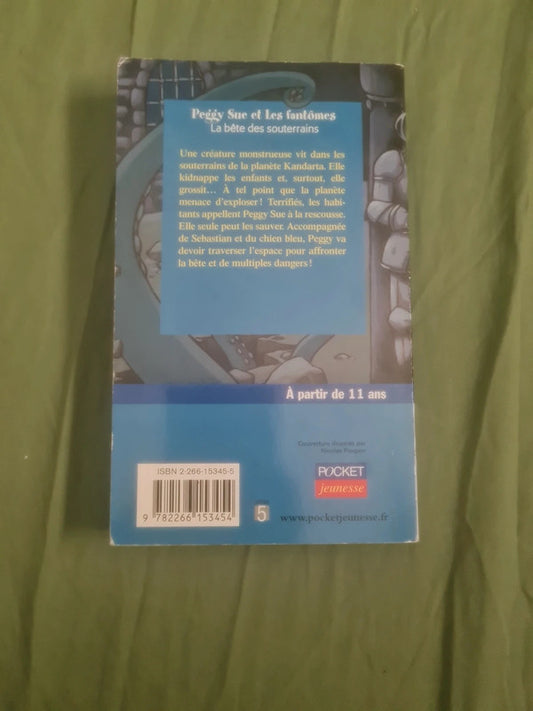 Peggy Sue et les fantômes
La bête des souterrains
Une créature monstrueuse vit dans les
souterrains de la planète Kandarta. Elle
kidnappe les enfants et, surtout, elle
grossit… À tel point que la planète
menace d'exploser ! Terrifiés, les habi-
tants appellent Peggy Sue à la rescousse.
Elle seule peut les sauver. Accompagnée
de Sebastian et du chien bleu, Peggy va
devoir traverser l'espace pour affronter
la bête et de multiples dangers !
À partir de 11 ans
Couverture illustrée par
Nicolas
POCKET
jeunesse
ISBN 2-266-15345-5
9 782266 153454
5
www.pocketjeunesse.fr